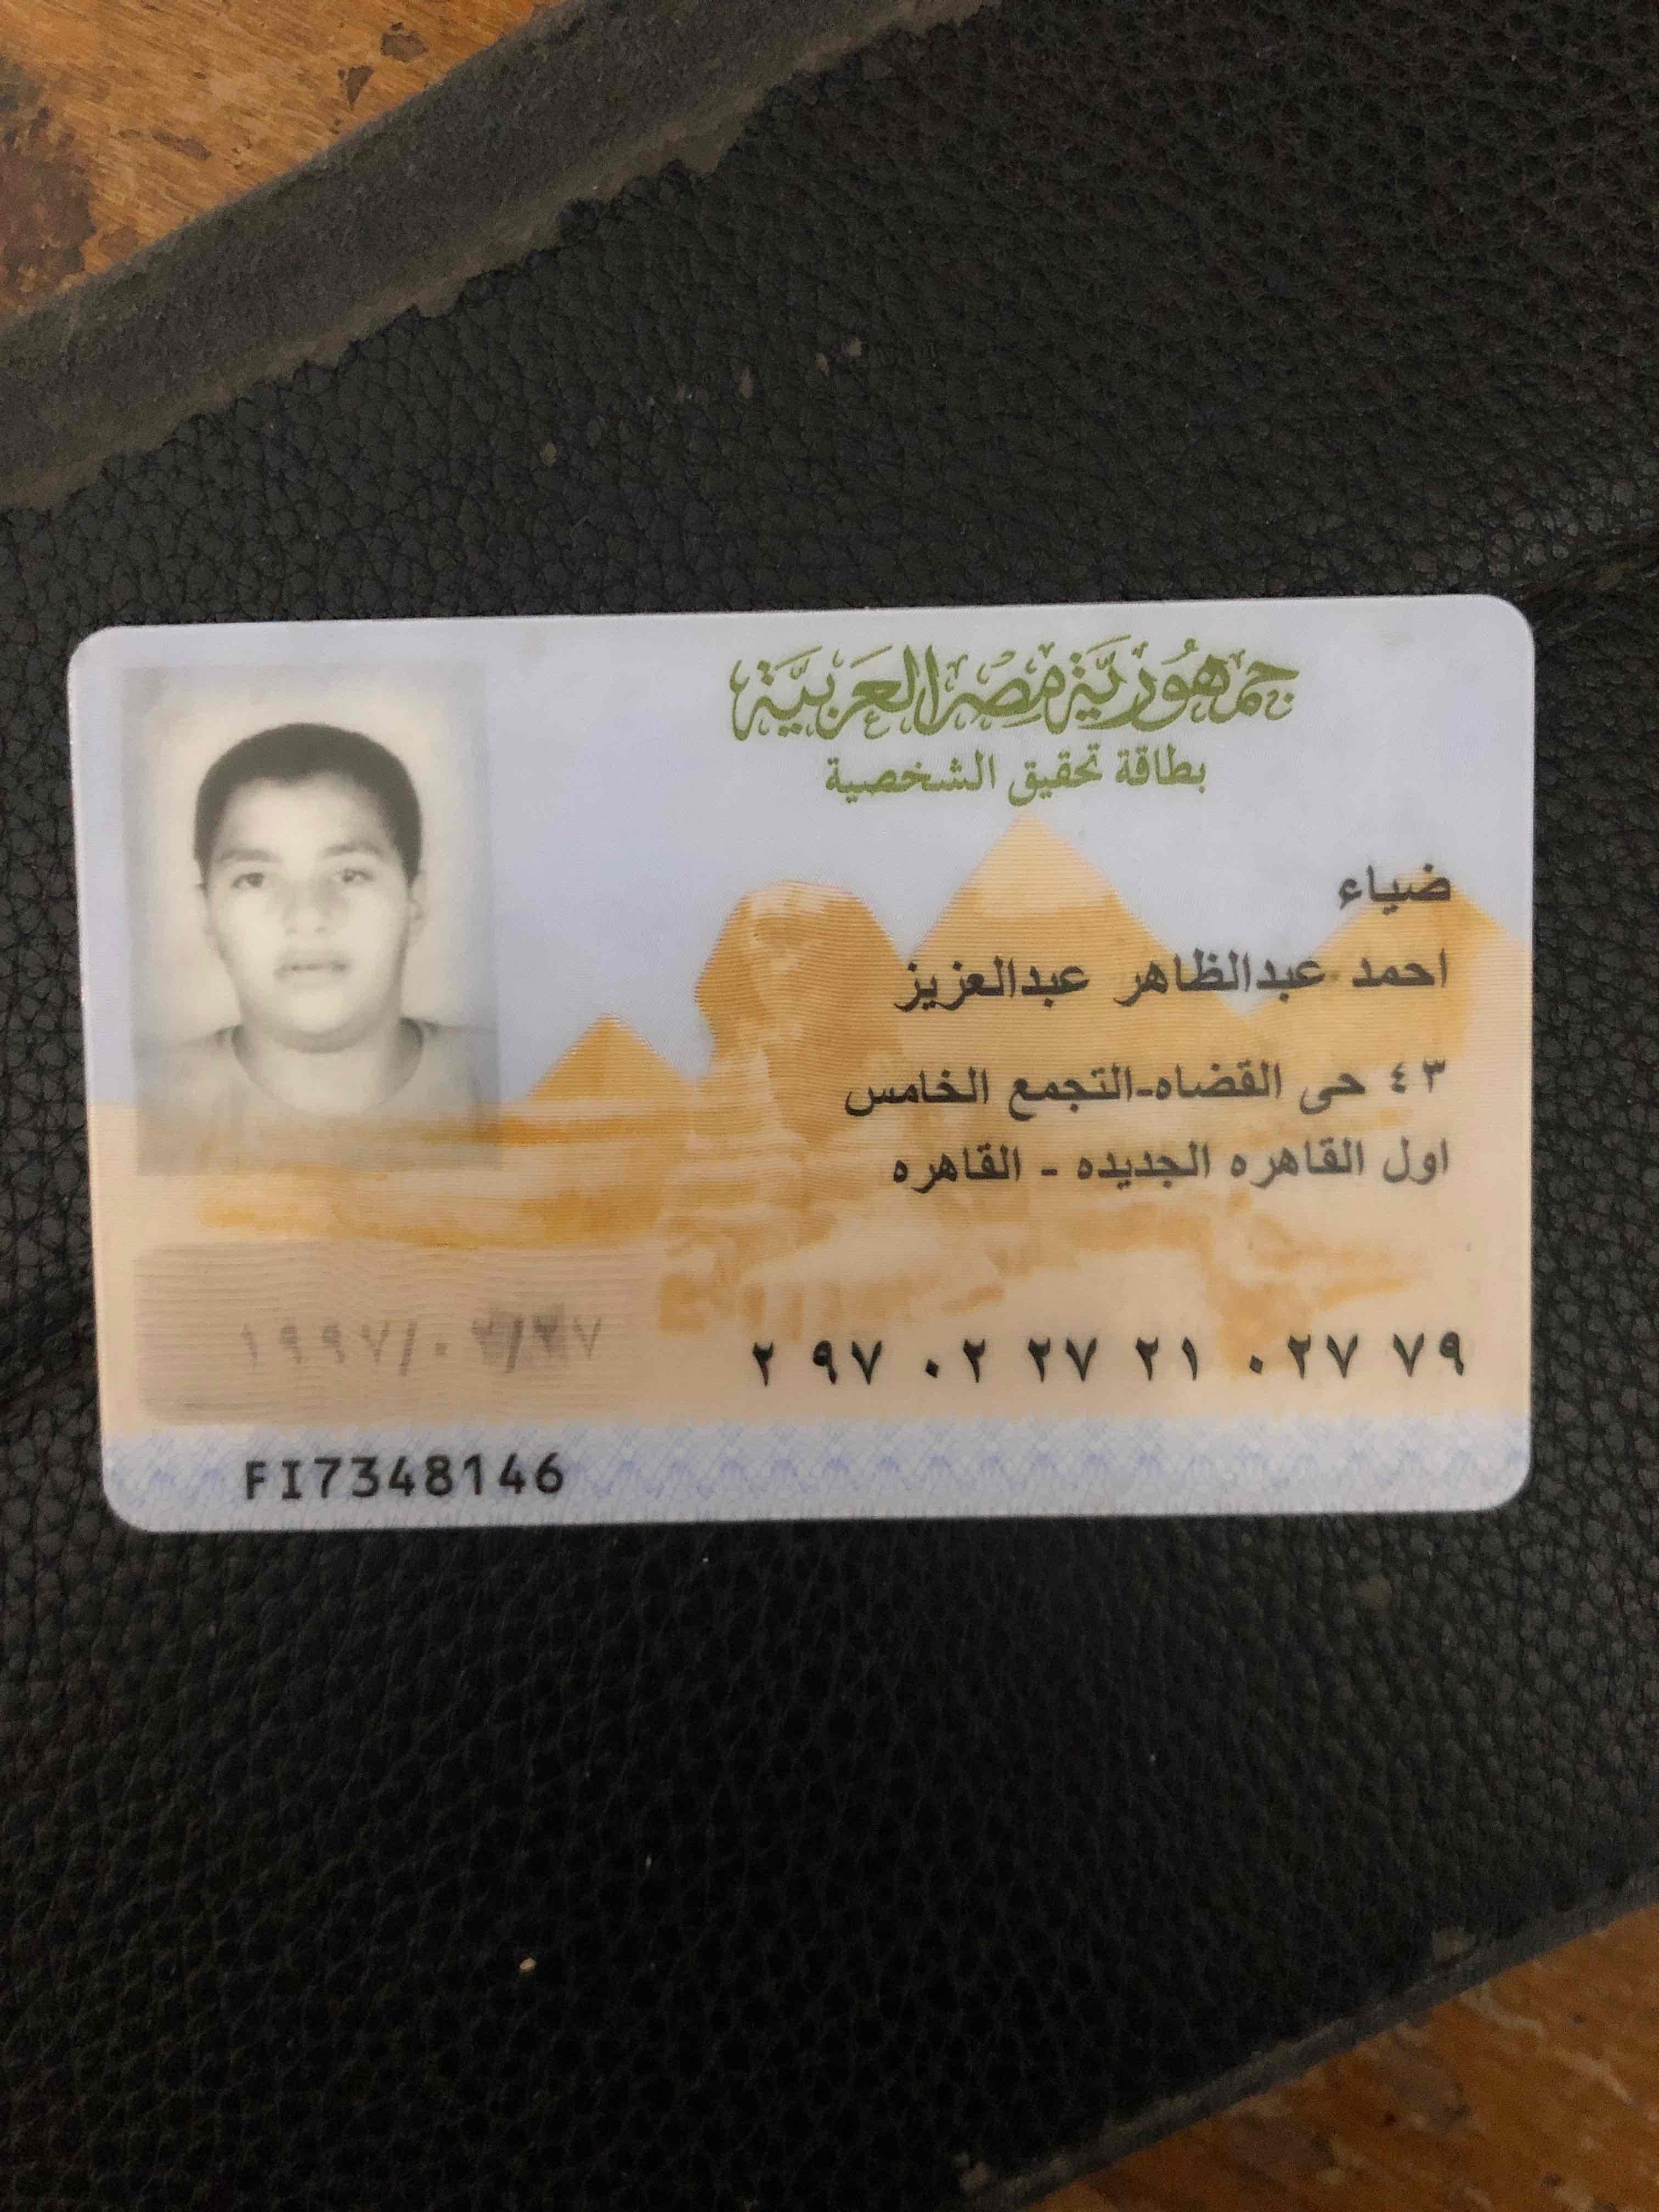 جمهورية مصر العربية
بطاقة تحقيق الشخصية
ضياء
احمد عبدالظاهر عبدالعزيز
٤٣ حى القضاه-التجمع الخامس
اول القاهره الجديده - القاهره
٢ ٩٧ ٠٢ ٢٧ ٢١ ٠٢٧ ٧٩
١٩٩٧/٠٢/٢٧
FI7348146